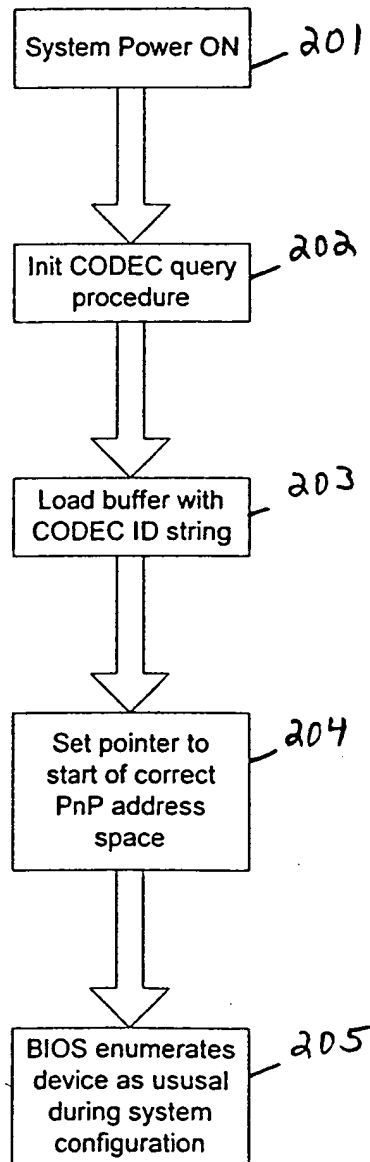 System Power ON
201
Init CODEC query
procedure
202
Load buffer with
CODEC ID string
203
Set pointer to
start of correct
PnP address
space
204
BIOS enumerates
device as ususal
during system
configuration
205